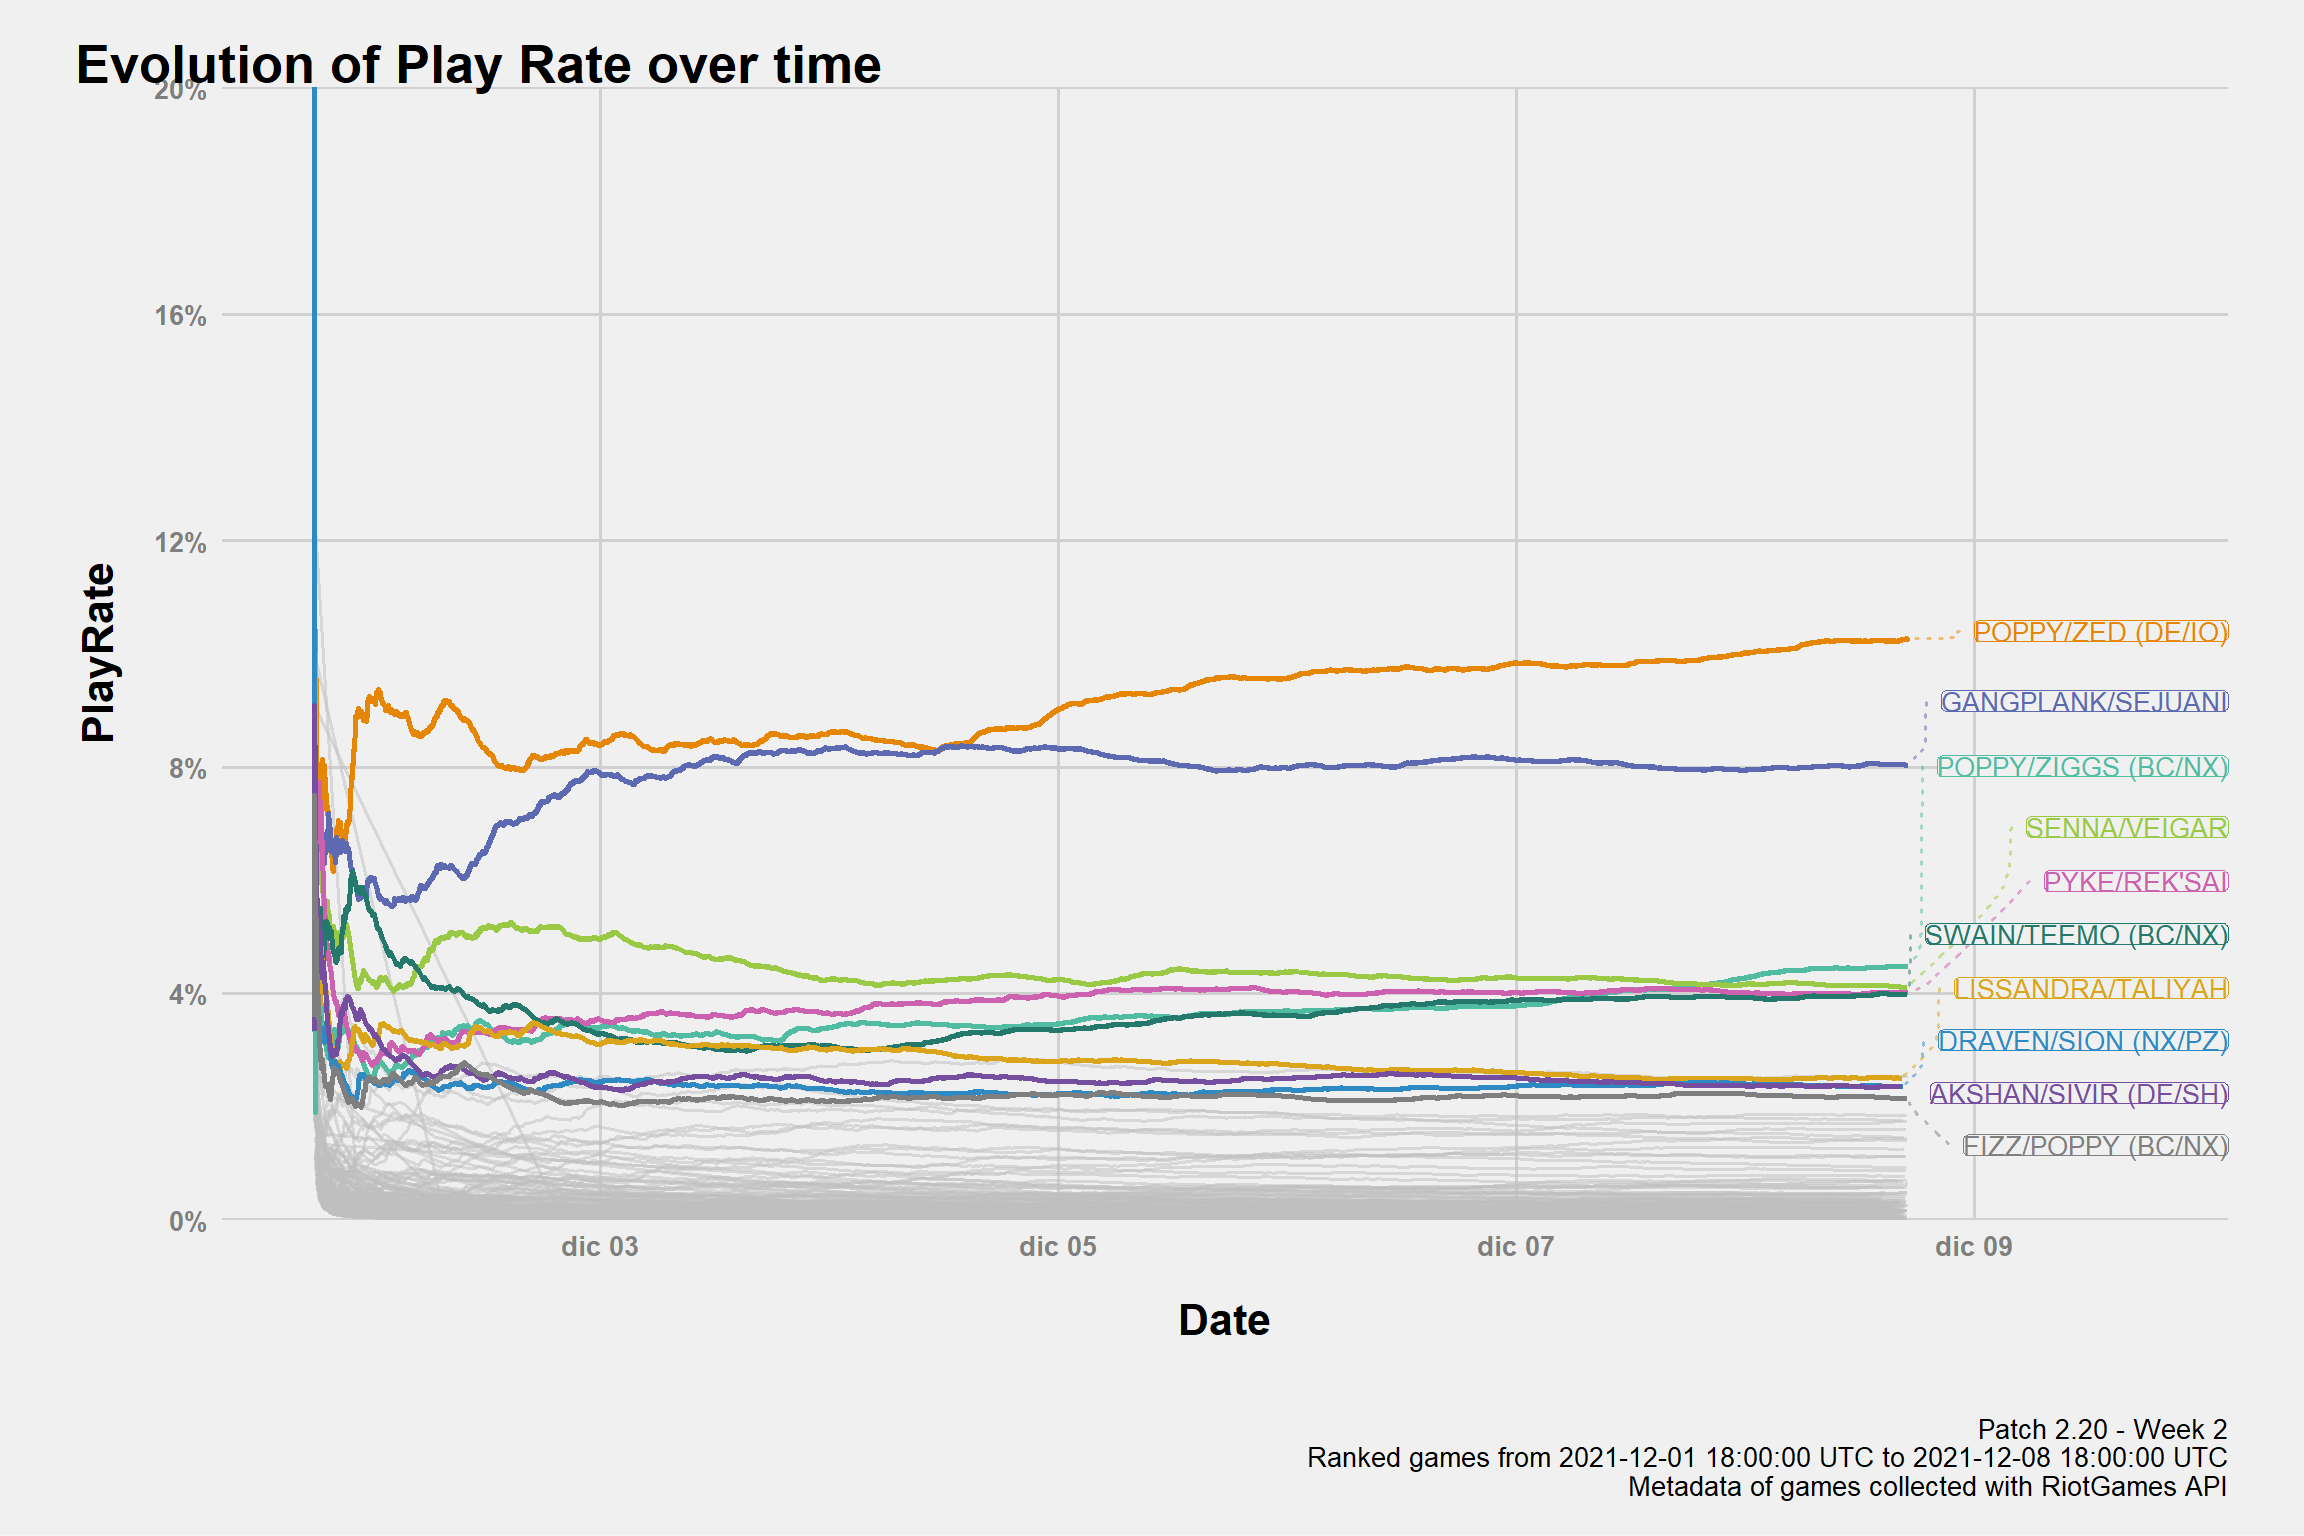 Evolution of Play Rate over time
20%
16%
12%
8%
4%
0%
PlayRate
POPPY/ZED (DE/IO)
GANGPLANK/SEJUANI
POPPY/ZIGGS (BC/NX)
SENNA/VEIGAR
PYKE/REK'SAI
SWAIN/TEEMO (BC/NX)
LISSANDRA/TALIYAH
DRAVEN/SION (NX/PZ)
AKSHAN/SIVIR (DE/SH)
FIZZ/POPPY (BC/NX)
dic 03
dic 05
dic 07
dic 09
Date
Patch 2.20 - Week 2
Ranked games from 2021-12-01 18:00:00 UTC to 2021-12-08 18:00:00 UTC
Metadata of games collected with RiotGames API